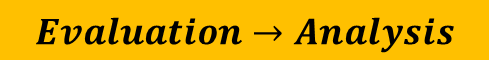 Evaluation → Analysis